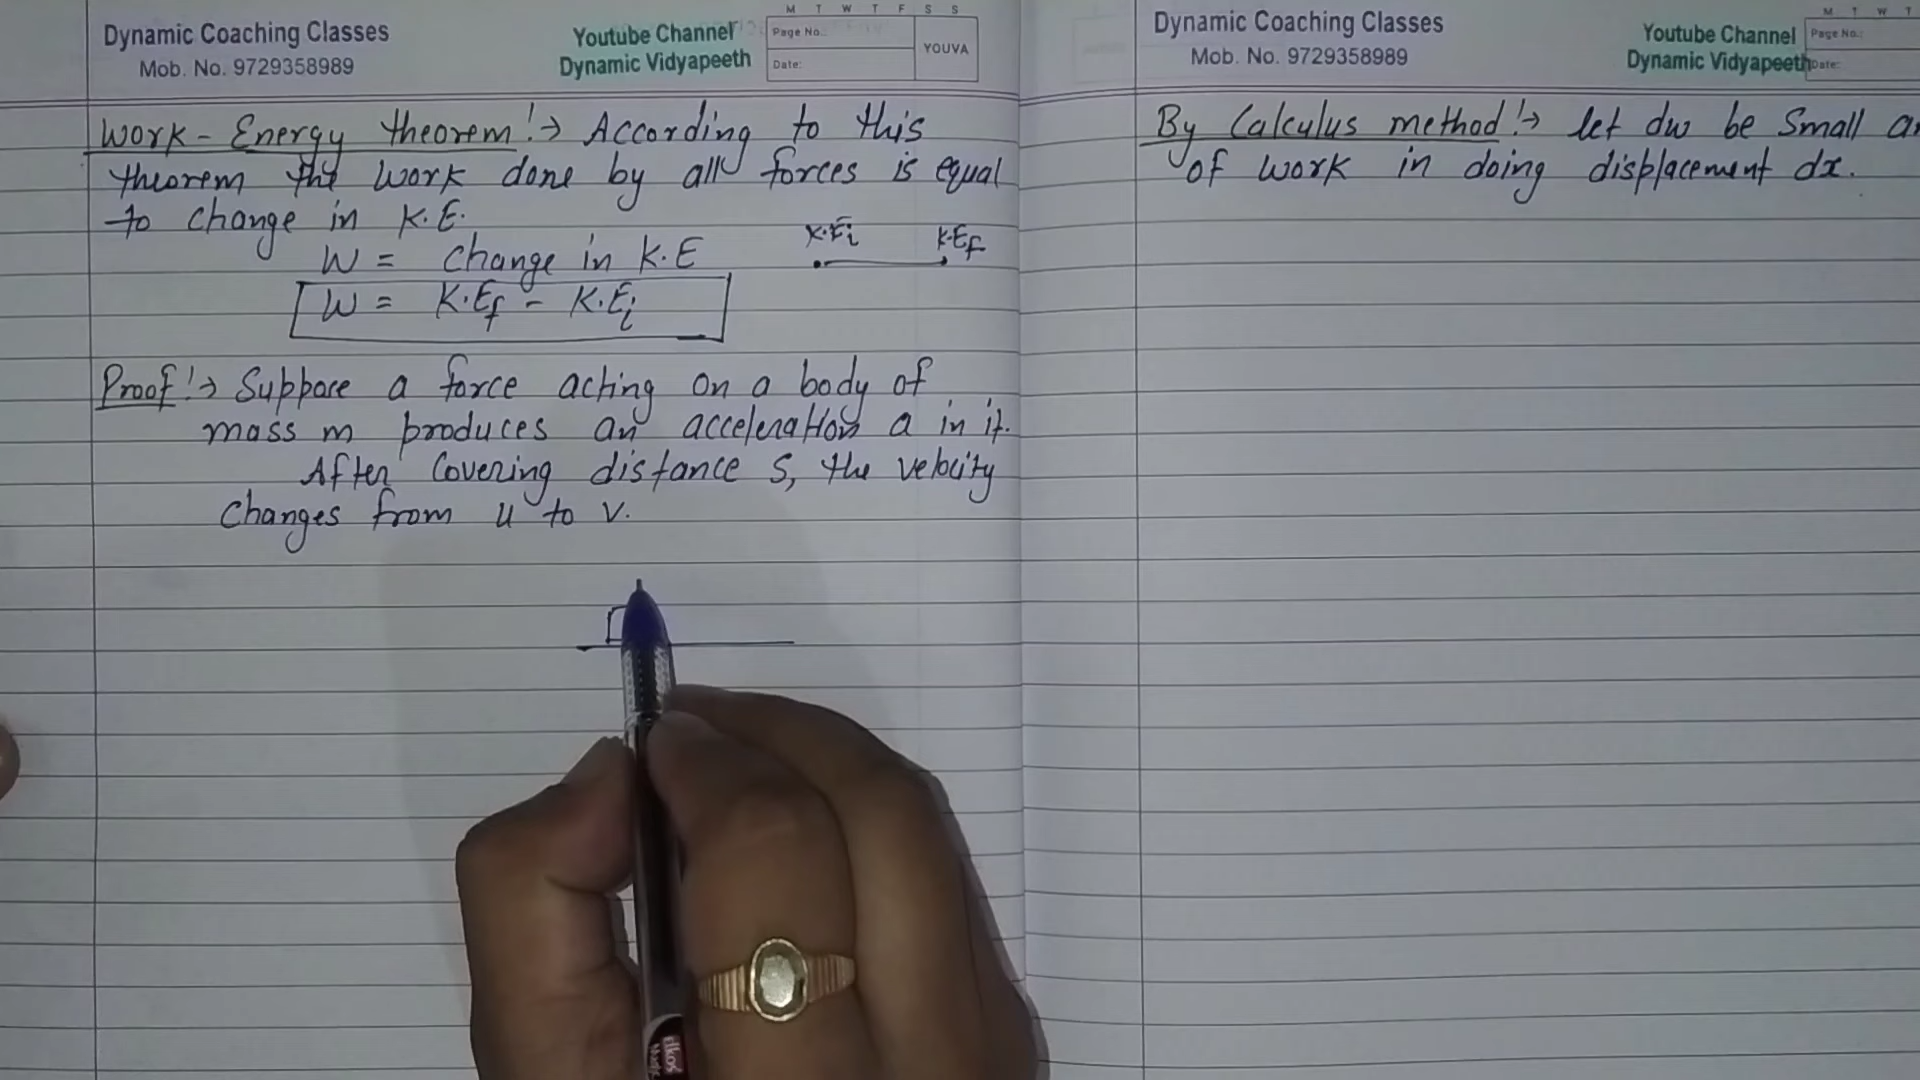 Dynamic Coaching Classes
Mob. No. 9729358989
Youtube Channel
Dynamic Vidyapeeth
M T W T F S S
Page No.:
Date:
YOUVA
Work - Energy theorem :→ According to this
theorem the work done by all forces is equal
to change in K.E.
W = change in K.E
W = K.Ef - K.Ei
K.Ei K.Ef
Proof :→ Suppose a force acting on a body of
mass m produces an acceleration a in it.
After covering distance s, the velocity
changes from u to v.
elkos
Dynamic Coaching Classes
Mob. No. 9729358989
Youtube Channel
Dynamic Vidyapeeth
M T W T
Page No.:
Date:
By Calculus method :→ let dw be small
of work in doing displacement dx.